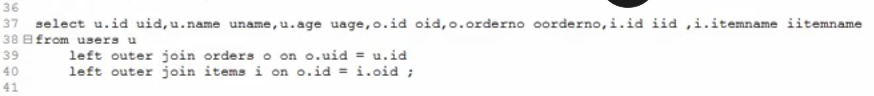 36
37 select u.id uid,u.name uname,u.age uage,o.id oid,o.orderno oorderno,i.id iid ,i.itemname iitemname
38 from users u
39 left outer join orders o on o.uid = u.id
40 left outer join items i on o.id = i.oid ;
41